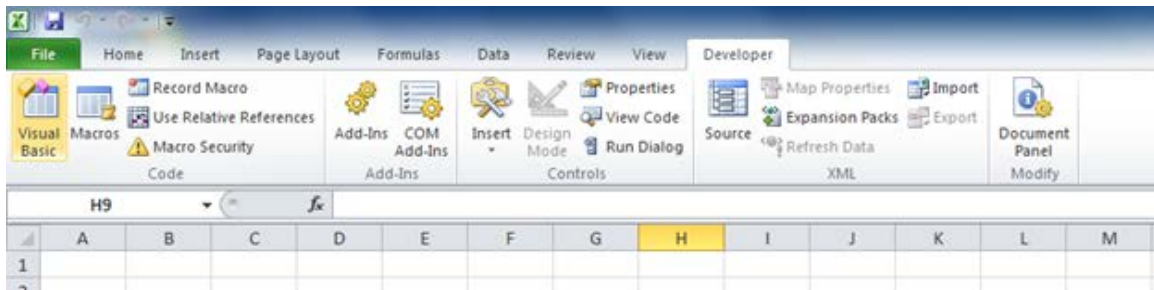 File Home Insert Page Layout Formulas Data Review View Developer
Visual Basic
Macros
Record Macro
Use Relative References
Macro Security
Code
Add-Ins
COM Add-Ins
Add-Ins
Insert
Design Mode
Properties
View Code
Run Dialog
Controls
Source
Map Properties
Expansion Packs
Refresh Data
Import
Export
XML
Document Panel
Modify
H9 fx
A B C D E F G H I J K L M
1